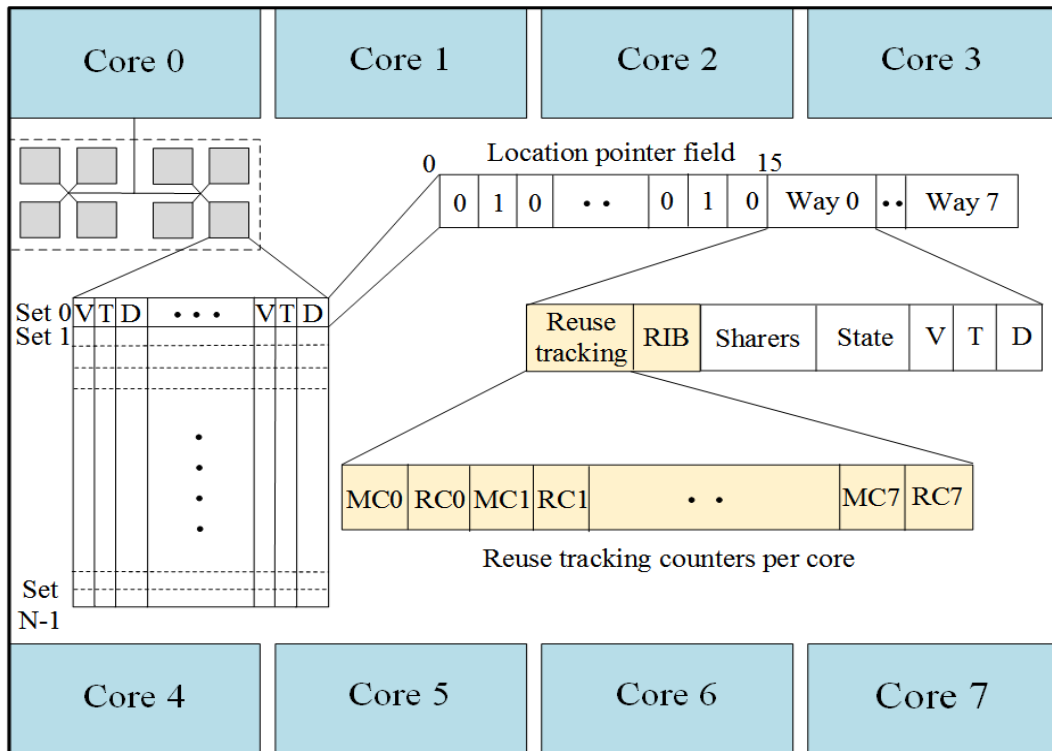 Core 0
Core 1
Core 2
Core 3
Location pointer field
0
15
0 1 0 •• 0 1 0 Way 0 •• Way 7
Set 0 V T D ••• V T D
Set 1
Reuse tracking RIB Sharers State V T D
MC0 RC0 MC1 RC1 •• MC7 RC7
Reuse tracking counters per core
Set
N-1
Core 4
Core 5
Core 6
Core 7